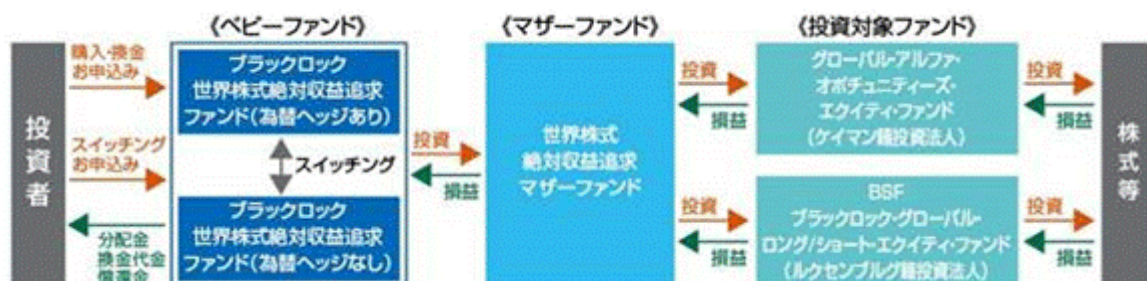 《ベビーファンド》
《マザーファンド》
《投資対象ファンド》
投資者
購入・換金
お申込み
スイッチング
お申込み
分配金
換金代金
償還金
ブラックロック
世界株式絶対収益追求
ファンド(為替ヘッジあり)
スイッチング
ブラックロック
世界株式絶対収益追求
ファンド(為替ヘッジなし)
投資
損益
世界株式
絶対収益追求
マザーファンド
投資
損益
投資
損益
グローバル・アルファ・
オポチュニティーズ・
エクイティ・ファンド
(ケイマン籍投資法人)
BSF
ブラックロック・グローバル・
ロング/ショート・エクイティ・ファンド
(ルクセンブルグ籍投資法人)
投資
損益
投資
損益
株式等